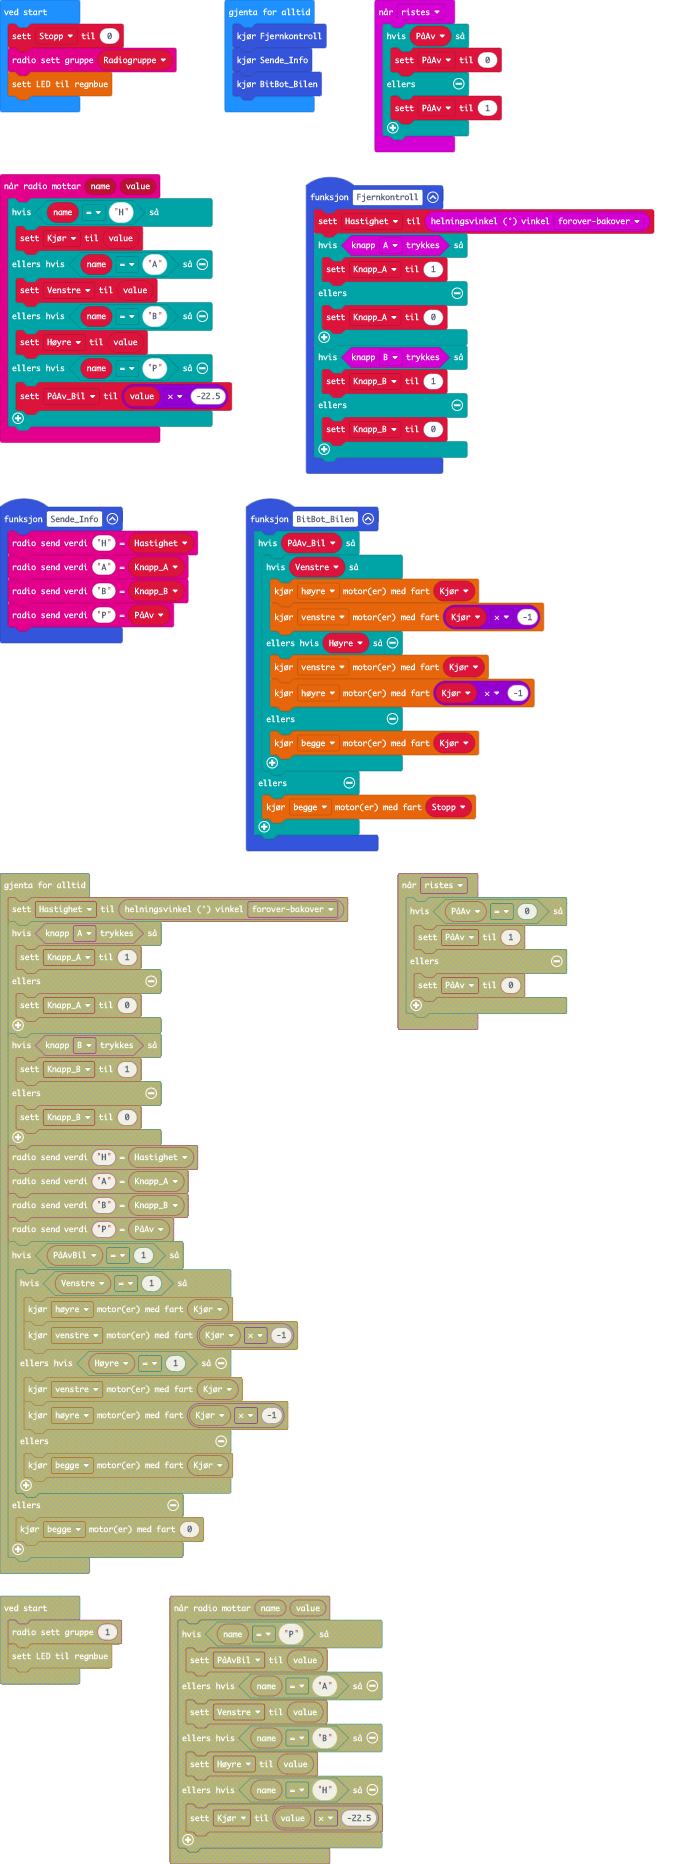 ved start
sett Stopp til 0
radio sett gruppe Radiogruppe
sett LED til regnbue
gjenta for alltid
kjør Fjernkontroll
kjør Sende_Info
kjør BitBot_Bilen
når ristes
hvis PåAv så
sett PåAv til 0
ellers
sett PåAv til 1
når radio mottar name value
hvis name = "H" så
sett Kjør til value
ellers hvis name = "A" så
sett Venstre til value
ellers hvis name = "B" så
sett Høyre til value
ellers hvis name = "P" så
sett PåAv_Bil til value × -22.5
funksjon Fjernkontroll
sett Hastighet til helningsvinkel (°) vinkel forover-bakover
hvis knapp A trykkes så
sett Knapp_A til 1
ellers
sett Knapp_A til 0
hvis knapp B trykkes så
sett Knapp_B til 1
ellers
sett Knapp_B til 0
funksjon Sende_Info
radio send verdi "H" = Hastighet
radio send verdi "A" = Knapp_A
radio send verdi "B" = Knapp_B
radio send verdi "P" = PåAv
funksjon BitBot_Bilen
hvis PåAv_Bil så
hvis Venstre så
kjør høyre motor(er) med fart Kjør
kjør venstre motor(er) med fart Kjør × -1
ellers hvis Høyre så
kjør venstre motor(er) med fart Kjør
kjør høyre motor(er) med fart Kjør × -1
ellers
kjør begge motor(er) med fart Kjør
ellers
kjør begge motor(er) med fart Stopp
gjenta for alltid
sett Hastighet til helningsvinkel (°) vinkel forover-bakover
hvis knapp A trykkes så
sett Knapp_A til 1
ellers
sett Knapp_A til 0
hvis knapp B trykkes så
sett Knapp_B til 1
ellers
sett Knapp_B til 0
radio send verdi "H" = Hastighet
radio send verdi "A" = Knapp_A
radio send verdi "B" = Knapp_B
radio send verdi "P" = PåAv
hvis PåAvBil = 1 så
hvis Venstre = 1 så
kjør høyre motor(er) med fart Kjør
kjør venstre motor(er) med fart Kjør × -1
ellers hvis Høyre = 1 så
kjør venstre motor(er) med fart Kjør
kjør høyre motor(er) med fart Kjør × -1
ellers
kjør begge motor(er) med fart Kjør
ellers
kjør begge motor(er) med fart 0
når ristes
hvis PåAv = 0 så
sett PåAv til 1
ellers
sett PåAv til 0
ved start
radio sett gruppe 1
sett LED til regnbue
når radio mottar name value
hvis name = "P" så
sett PåAvBil til value
ellers hvis name = "A" så
sett Venstre til value
ellers hvis name = "B" så
sett Høyre til value
ellers hvis name = "H" så
sett Kjør til value × -22.5